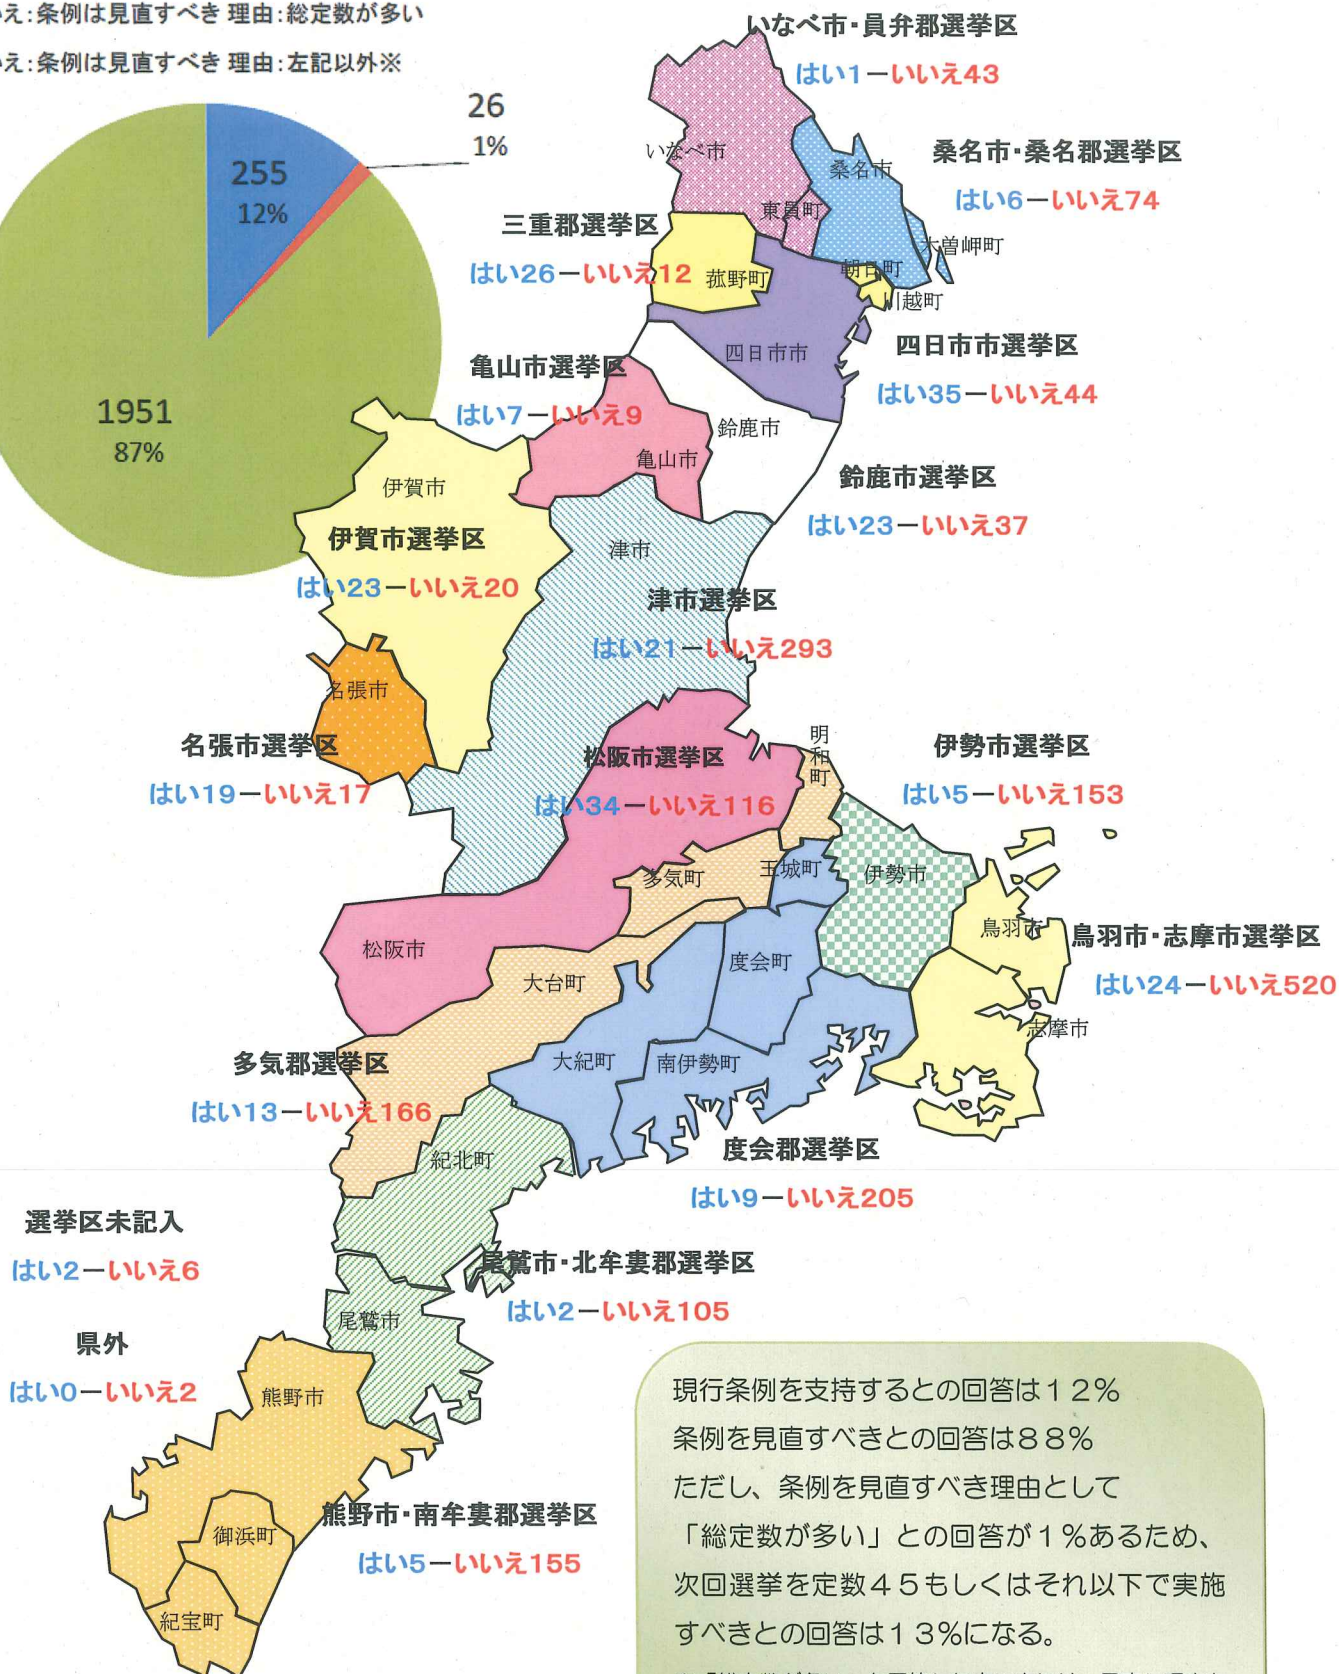 いえ：条例は見直すべき 理由：総定数が多い
いえ：条例は見直すべき 理由：左記以外※
26
1%
255
12%
1951
87%
いなべ市・員弁郡選挙区
はい1－いいえ43
いなべ市
東員町
桑名市
桑名市・桑名郡選挙区
はい6－いいえ74
木曽岬町
三重郡選挙区
はい26－いいえ12
菰野町
朝日町
川越町
四日市市
四日市市選挙区
はい35－いいえ44
亀山市選挙区
はい7－いいえ9
亀山市
鈴鹿市
鈴鹿市選挙区
はい23－いいえ37
伊賀市
伊賀市選挙区
はい23－いいえ20
津市
津市選挙区
はい21－いいえ293
名張市
名張市選挙区
はい19－いいえ17
松阪市選挙区
はい34－いいえ116
明和町
伊勢市選挙区
はい5－いいえ153
多気町
玉城町
伊勢市
松阪市
大台町
度会町
鳥羽市
鳥羽市・志摩市選挙区
はい24－いいえ520
志摩市
多気郡選挙区
はい13－いいえ166
大紀町
南伊勢町
度会郡選挙区
はい9－いいえ205
紀北町
選挙区未記入
はい2－いいえ6
尾鷲市・北牟婁郡選挙区
はい2－いいえ105
尾鷲市
県外
はい0－いいえ2
熊野市
熊野市・南牟婁郡選挙区
はい5－いいえ155
御浜町
紀宝町
現行条例を支持するとの回答は１２％
条例を見直すべきとの回答は８８％
ただし、条例を見直すべき理由として
「総定数が多い」との回答が１％あるため、
次回選挙を定数４５もしくはそれ以下で実施
すべきとの回答は１３％になる。